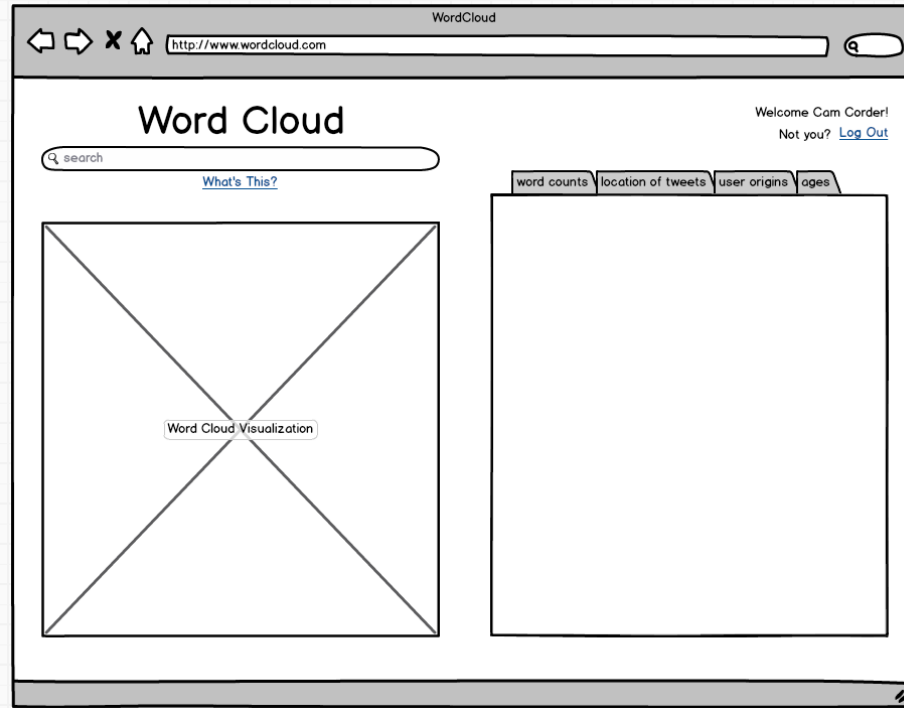 WordCloud
http://www.wordcloud.com
Word Cloud
search
What's This?
Word Cloud Visualization
Welcome Cam Corder!
Not you? Log Out
word counts location of tweets user origins ages